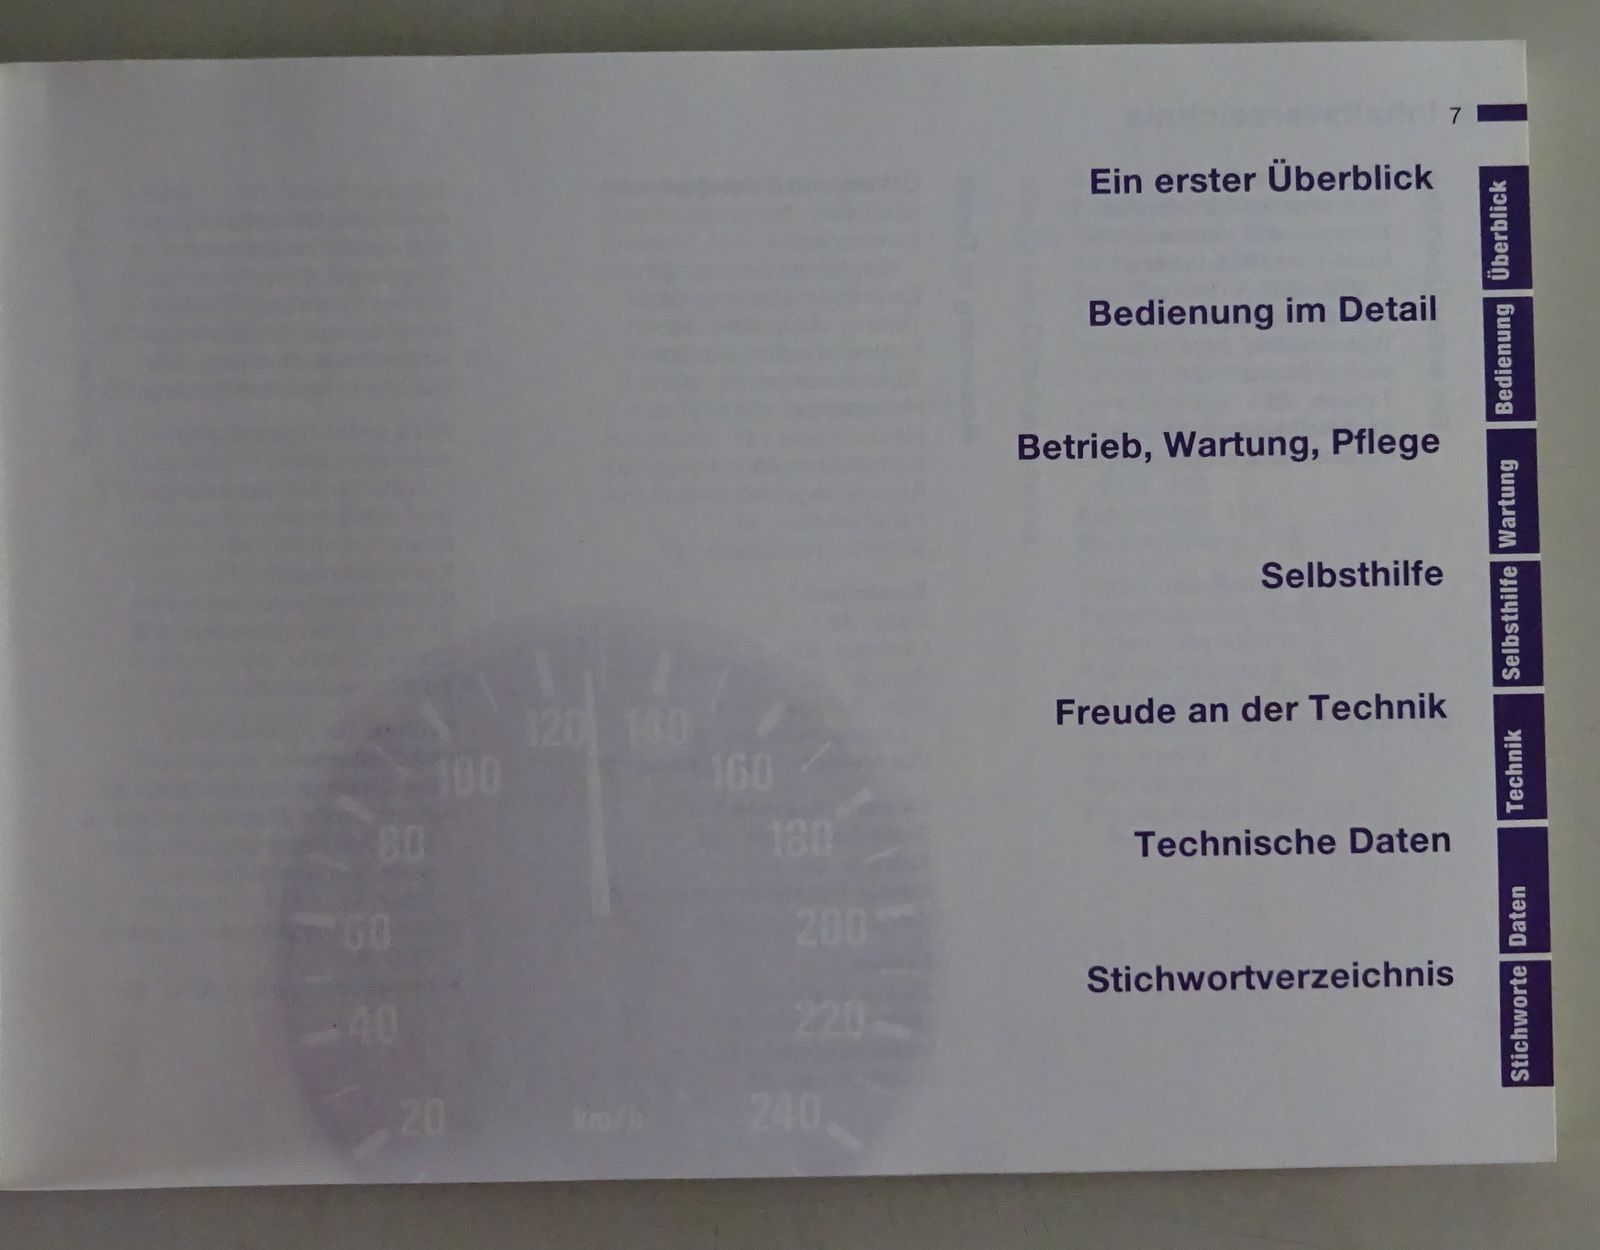 7
Ein erster Überblick
Überblick
Bedienung im Detail
Bedienung
Betrieb, Wartung, Pflege
Wartung
Selbsthilfe
Selbsthilfe
Freude an der Technik
Technik
Technische Daten
Daten
Stichwortverzeichnis
Stichworte
120 140
100 160
80 180
60 200
40 220
20 km/h 240